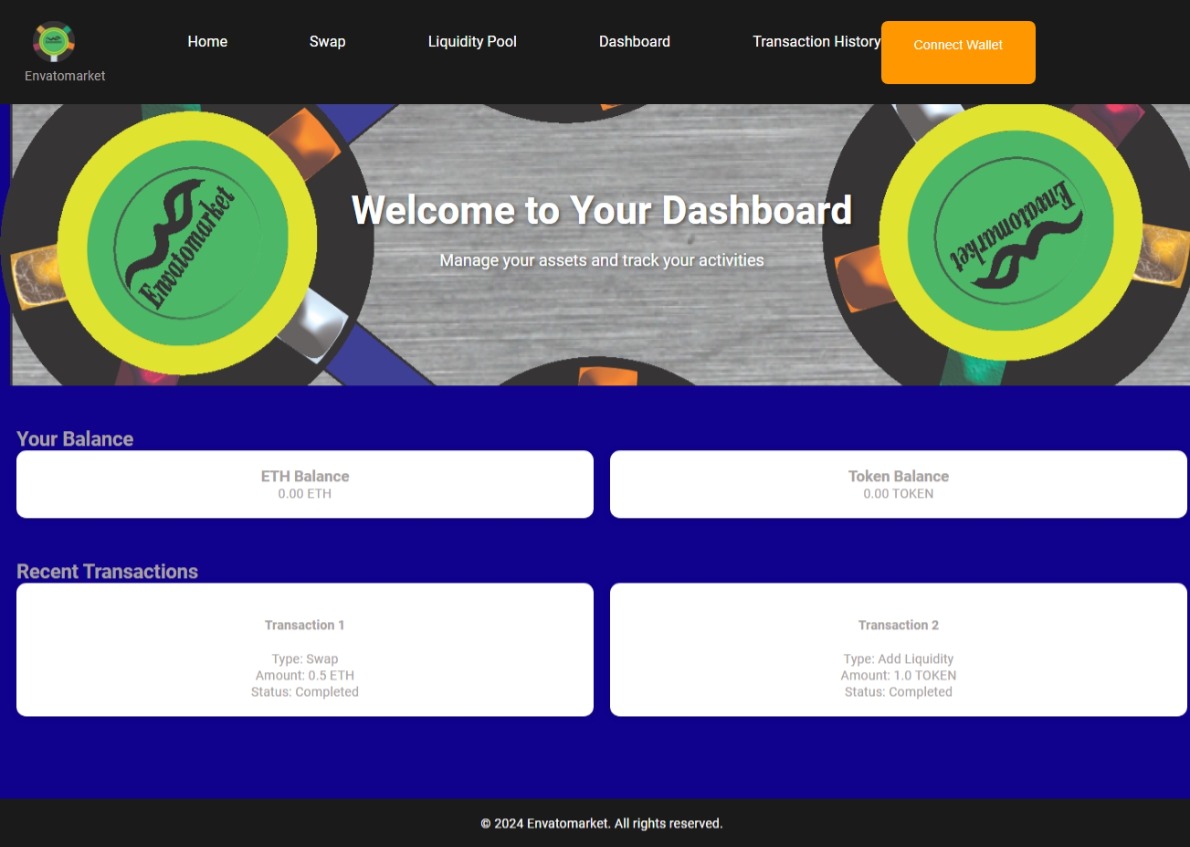 Home
Swap
Liquidity Pool
Dashboard
Transaction History
Connect Wallet
Envatomarket
Envatomarket
Envatomarket
Welcome to Your Dashboard
Manage your assets and track your activities
Your Balance
ETH Balance
0.00 ETH
Token Balance
0.00 TOKEN
Recent Transactions
Transaction 1
Type: Swap
Amount: 0.5 ETH
Status: Completed
Transaction 2
Type: Add Liquidity
Amount: 1.0 TOKEN
Status: Completed
© 2024 Envatomarket. All rights reserved.